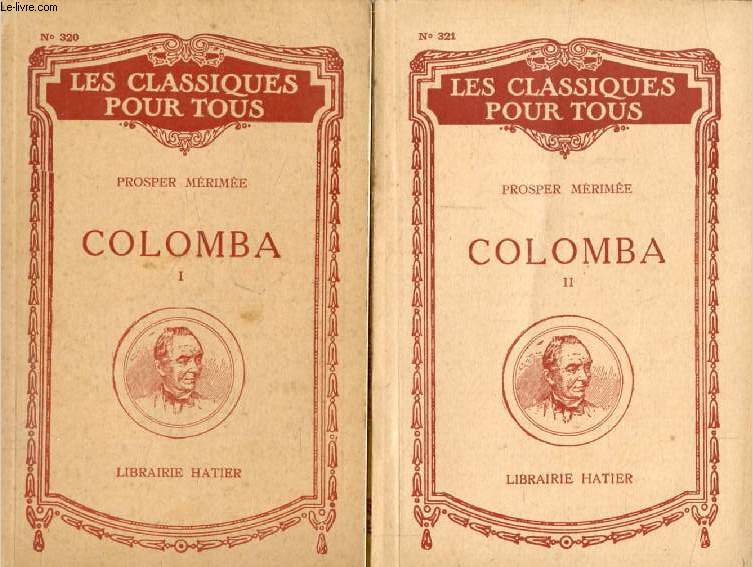 Le-livre.com
N° 320
LES CLASSIQUES
POUR TOUS
PROSPER MÉRIMÉE
COLOMBA
I
LIBRAIRIE HATIER
N° 321
LES CLASSIQUES
POUR TOUS
PROSPER MÉRIMÉE
COLOMBA
II
LIBRAIRIE HATIER